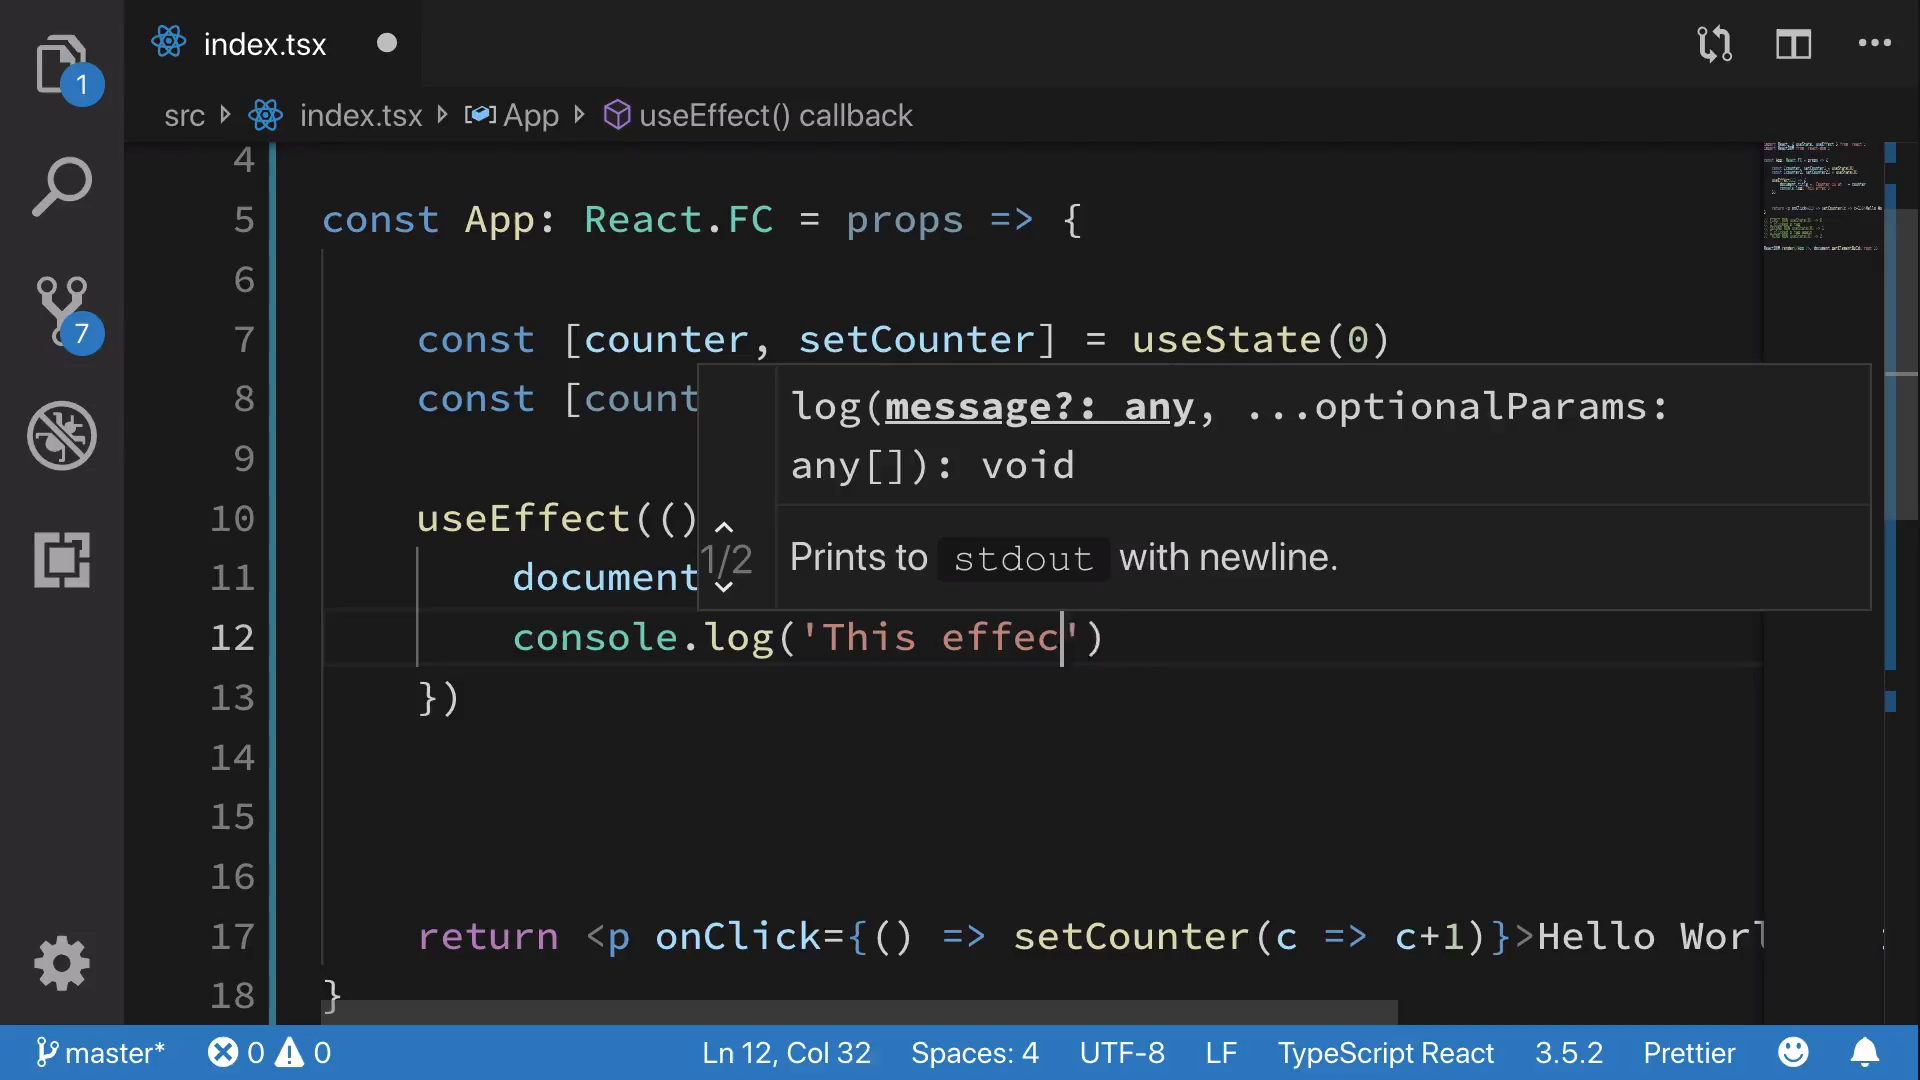 index.tsx
1
src index.tsx App useEffect() callback
4
5 const App: React.FC = props => {
6
7 const [counter, setCounter] = useState(0)
8 const [count
log(message?: any, ...optionalParams:
any[]): void
9
10 useEffect(()
1/2 Prints to stdout with newline.
11 document
12 console.log('This effec')
13 })
14
15
16
17 return <p onClick={() => setCounter(c => c+1)}>Hello Worl
18 }
7
master* 0 0 Ln 12, Col 32 Spaces: 4 UTF-8 LF TypeScript React 3.5.2 Prettier